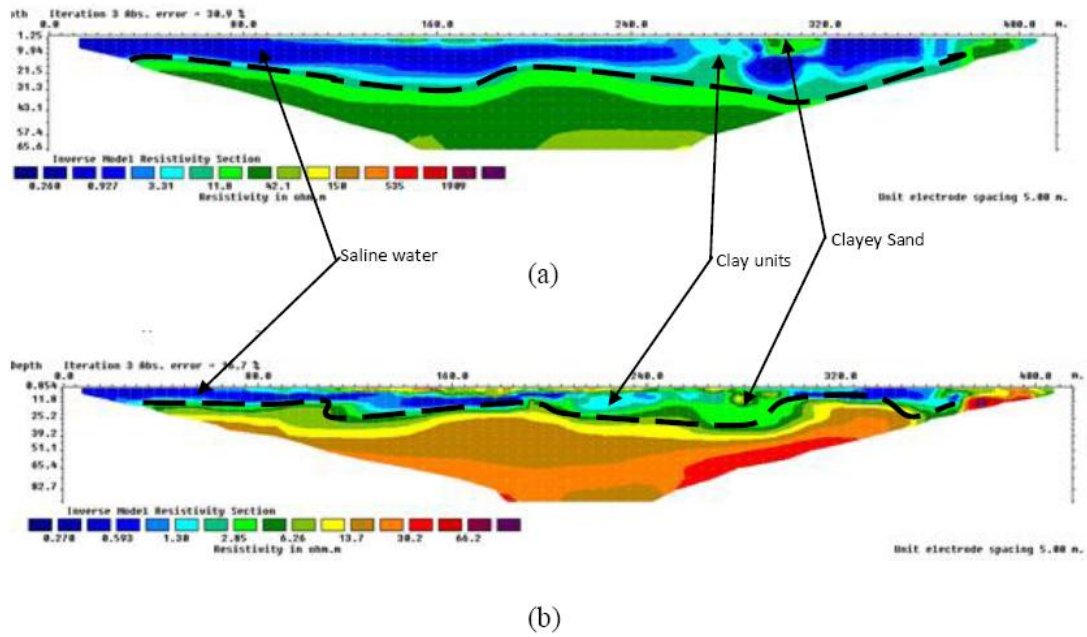 pth Iteration 3 Abs. error = 30.9 %
0.0 80.0 160.0 240.0 320.0 400.0 m.
1.25
9.94
21.5
31.3
43.1
57.4
65.6
Inverse Model Resistivity Section
0.260 0.927 3.31 11.8 42.1 150 535 1909
Resistivity in ohm.m
Unit electrode spacing 5.00 m.
Saline water
Clay units
Clayey Sand
(a)
Depth Iteration 3 Abs. error = %
0.0 80.0 160.0 240.0 320.0 400.0 m.
0.854
11.8
25.2
39.2
51.1
65.4
82.7
Inverse Model Resistivity Section
0.270 0.593 1.30 2.85 6.26 13.7 30.2 66.2
Resistivity in ohm.m
Unit electrode spacing 5.00 m.
(b)